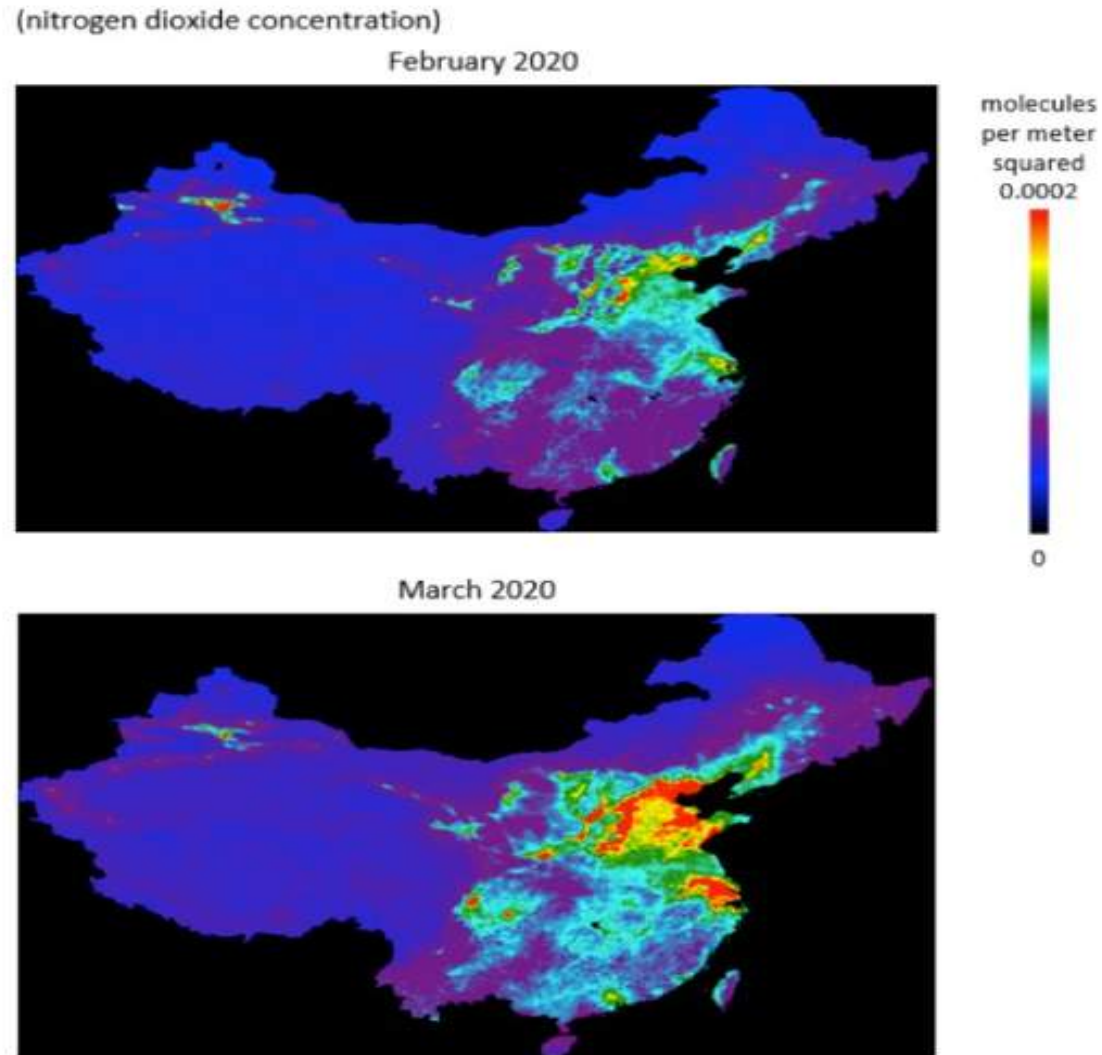 (nitrogen dioxide concentration)
February 2020
molecules
per meter
squared
0.0002
0
March 2020